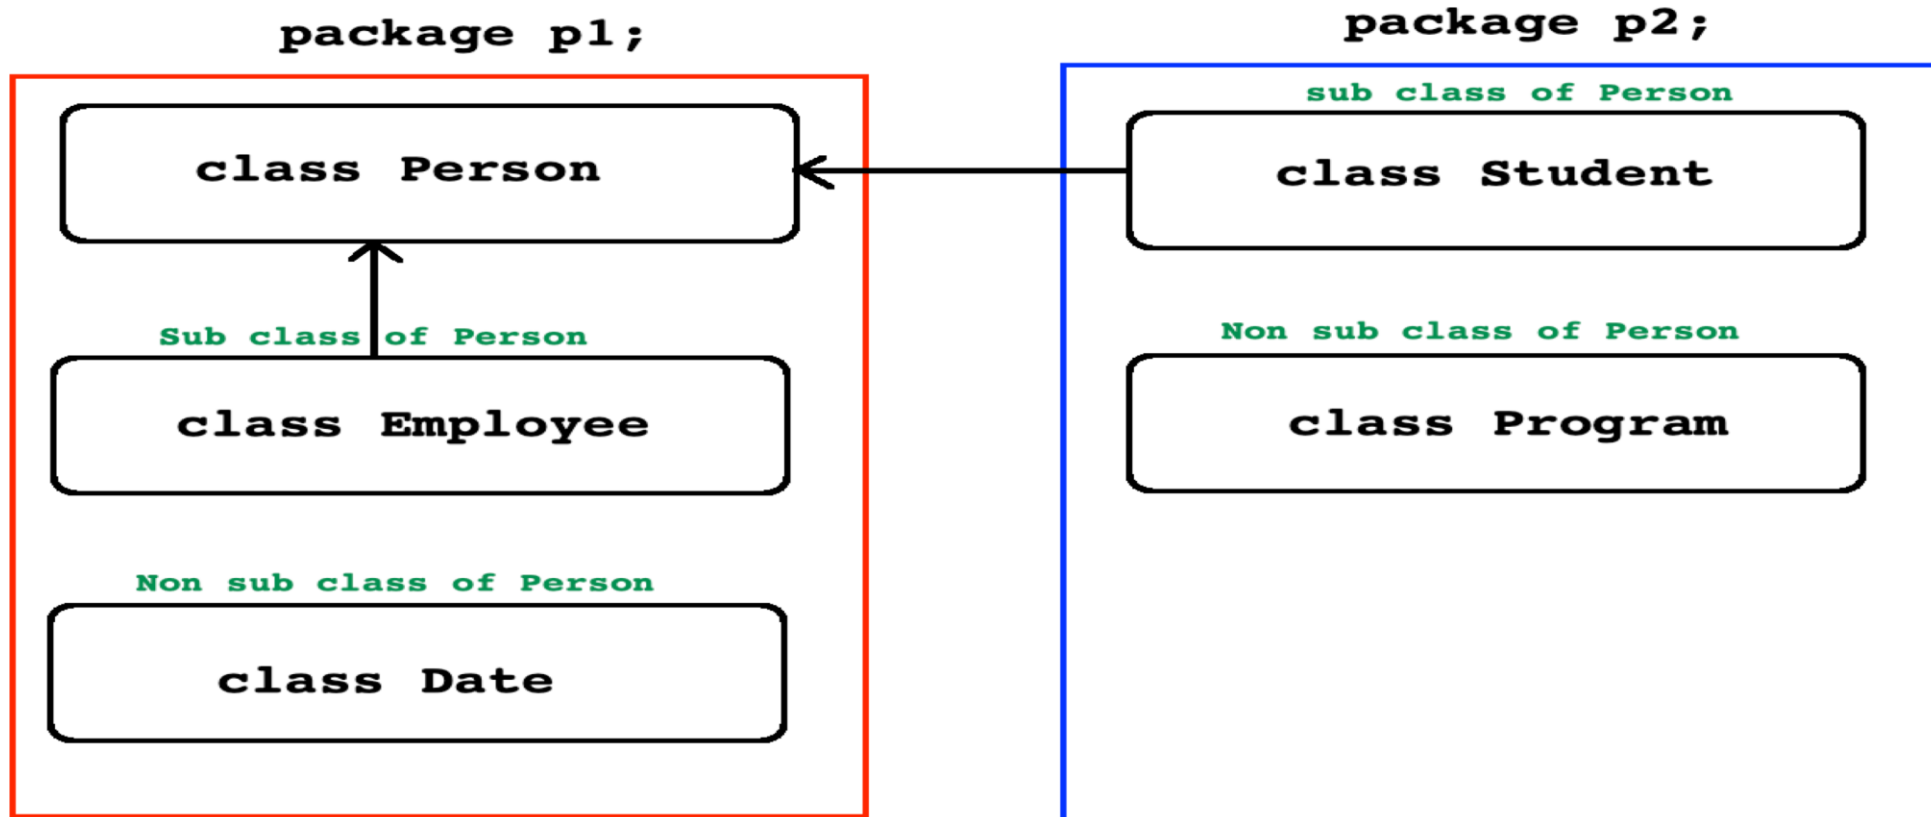 package p1;
class Person
Sub class of Person
class Employee
Non sub class of Person
class Date
package p2;
sub class of Person
class Student
Non sub class of Person
class Program